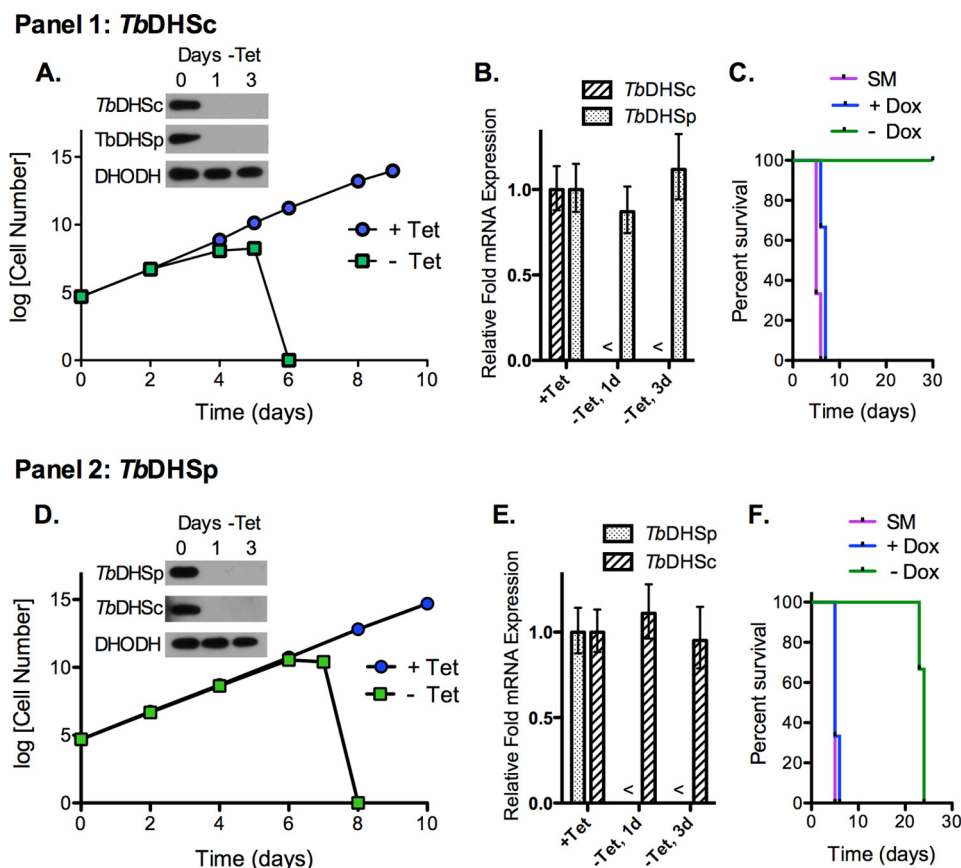 Panel 1: TbDHSc
A.
Days -Tet
0 1 3
TbDHSc
TbDHSp
DHODH
15
10
5
0
log [Cell Number]
+ Tet
- Tet
0 2 4 6 8 10
Time (days)
B.
TbDHSc
TbDHSp
1.0
0.5
0.0
Relative Fold mRNA Expression
< <
+Tet
-Tet, 1d
-Tet, 3d
C.
SM
+ Dox
- Dox
100
80
60
40
20
0
Percent survival
0 10 20 30
Time (days)
Panel 2: TbDHSp
D.
Days -Tet
0 1 3
TbDHSp
TbDHSc
DHODH
15
10
5
0
log [Cell Number]
+ Tet
- Tet
0 2 4 6 8 10
Time (days)
E.
TbDHSp
TbDHSc
1.0
0.5
0.0
Relative Fold mRNA Expression
< <
+Tet
-Tet, 1d
-Tet, 3d
F.
SM
+ Dox
- Dox
100
80
60
40
20
0
Percent survival
0 10 20 30
Time (days)